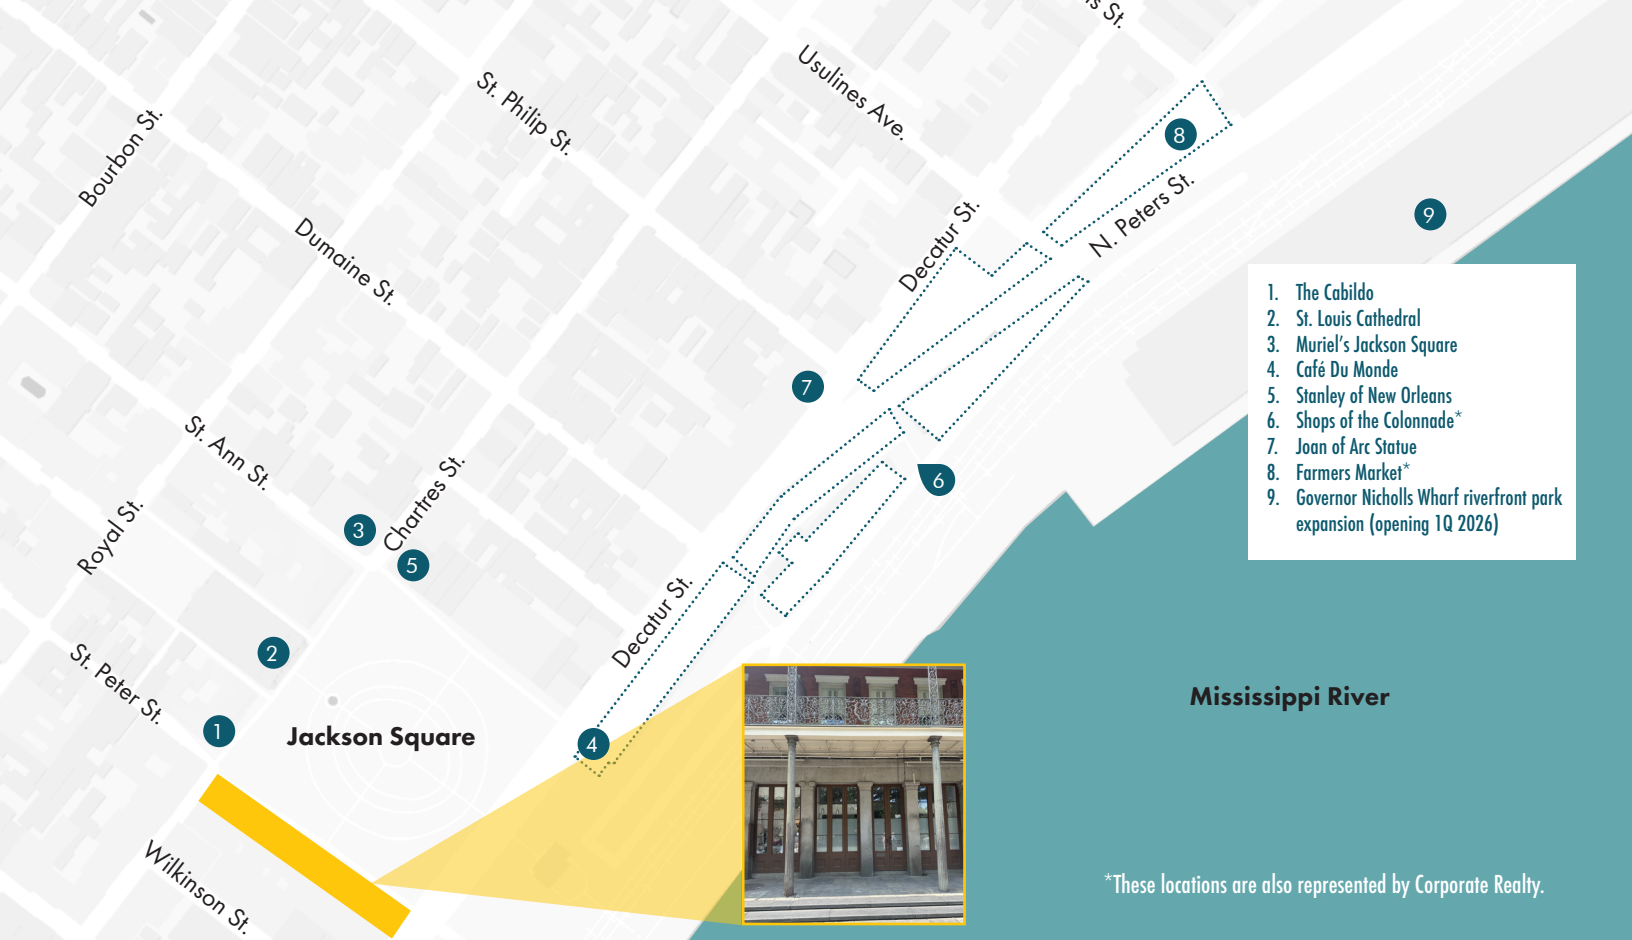 s St.
Usulines Ave.
St. Philip St.
Bourbon St.
8
N. Peters St.
9
Decatur St.
Dumaine St.
1. The Cabildo
2. St. Louis Cathedral
3. Muriel's Jackson Square
4. Café Du Monde
5. Stanley of New Orleans
6. Shops of the Colonnade*
7. Joan of Arc Statue
8. Farmers Market*
9. Governor Nicholls Wharf riverfront park
expansion (opening 1Q 2026)
7
St. Ann St.
Chartres St.
6
Royal St.
3
5
Decatur St.
2
St. Peter St.
1
Jackson Square
4
Mississippi River
Wilkinson St.
*These locations are also represented by Corporate Realty.